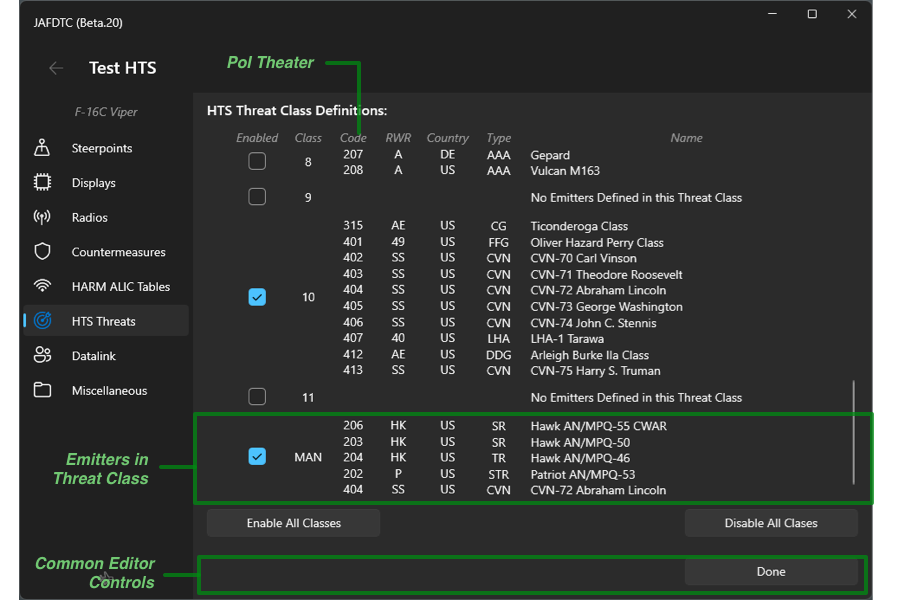 JAFDTC (Beta.20)
Test HTS
PoI Theater
F-16C Viper
Steerpoints
Displays
Radios
Countermeasures
HARM ALIC Tables
HTS Threats
Datalink
Miscellaneous
HTS Threat Class Definitions:
Enabled Class Code RWR Country Type Name
207 A DE AAA Gepard
8
208 A US AAA Vulcan M163
9 No Emitters Defined in this Threat Class
315 AE US CG Ticonderoga Class
401 49 US FFG Oliver Hazard Perry Class
402 SS US CVN CVN-70 Carl Vinson
403 SS US CVN CVN-71 Theodore Roosevelt
404 SS US CVN CVN-72 Abraham Lincoln
10
405 SS US CVN CVN-73 George Washington
406 SS US CVN CVN-74 John C. Stennis
407 40 US LHA LHA-1 Tarawa
412 AE US DDG Arleigh Burke IIa Class
413 SS US CVN CVN-75 Harry S. Truman
11 No Emitters Defined in this Threat Class
206 HK US SR Hawk AN/MPQ-55 CWAR
203 HK US SR Hawk AN/MPQ-50
MAN 204 HK US TR Hawk AN/MPQ-46
202 P US STR Patriot AN/MPQ-53
404 SS US CVN CVN-72 Abraham Lincoln
Emitters in
Threat Class
Enable All Classes
Disable All Clases
Common Editor
Controls
Done